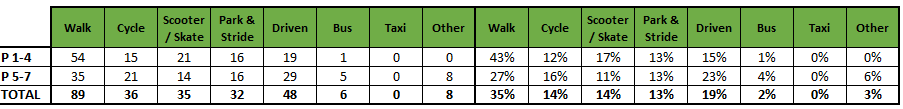 Walk Cycle Scooter / Skate Park & Stride Driven Bus Taxi Other Walk Cycle Scooter / Skate Park & Stride Driven Bus Taxi Other
P 1-4 54 15 21 16 19 1 0 0 43% 12% 17% 13% 15% 1% 0% 0%
P 5-7 35 21 14 16 29 5 0 8 27% 16% 11% 13% 23% 4% 0% 6%
TOTAL 89 36 35 32 48 6 0 8 35% 14% 14% 13% 19% 2% 0% 3%